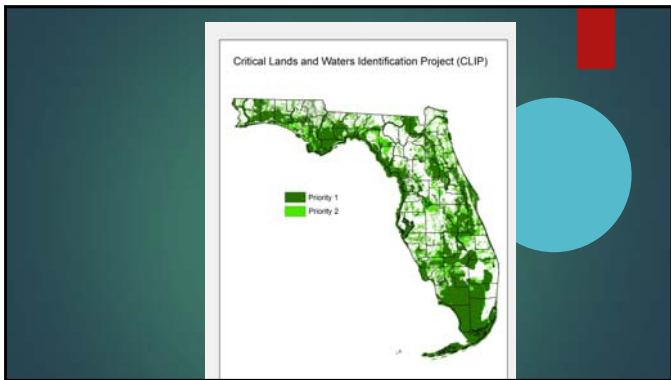 Critical Lands and Waters Identification Project (CLIP)
Priority 1
Priority 2